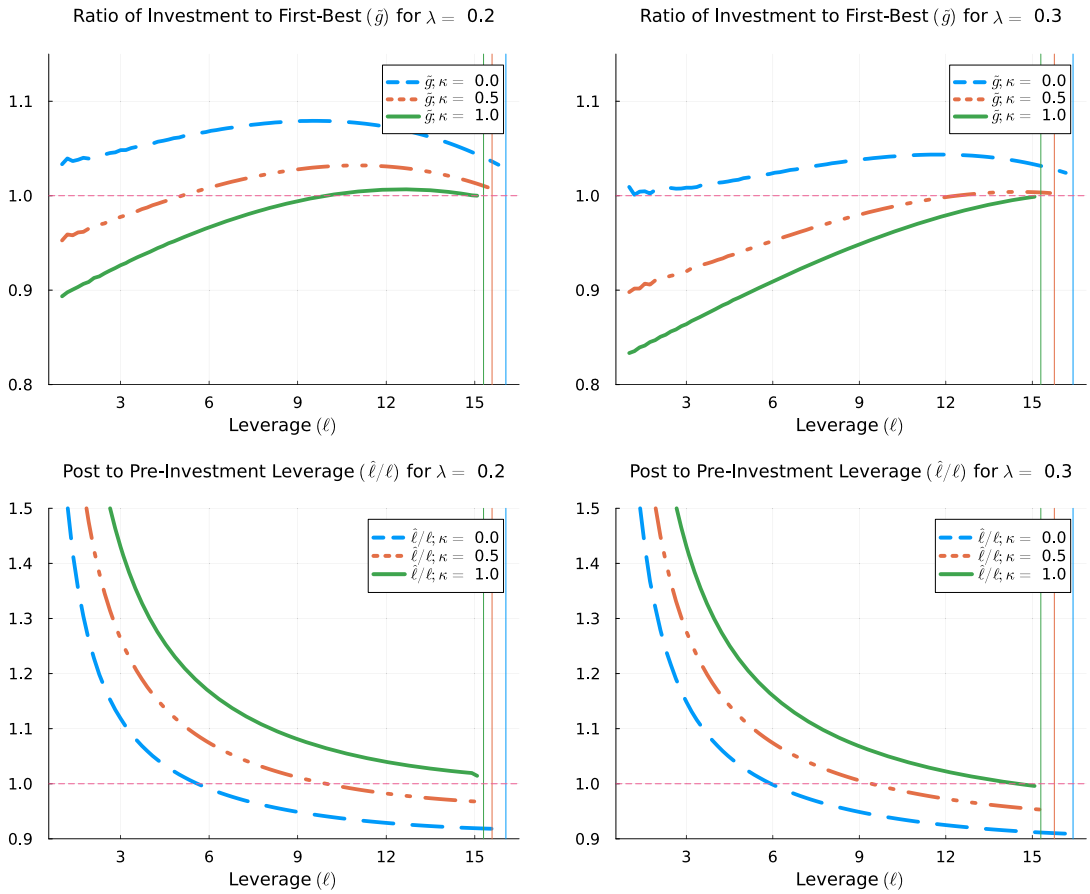 Ratio of Investment to First-Best (g̃) for λ = 0.2
1.1
1.0
0.9
0.8
g̃; κ = 0.0
g̃; κ = 0.5
g̃; κ = 1.0
3 6 9 12 15
Leverage (ℓ)
Ratio of Investment to First-Best (g̃) for λ = 0.3
1.1
1.0
0.9
0.8
g̃; κ = 0.0
g̃; κ = 0.5
g̃; κ = 1.0
3 6 9 12 15
Leverage (ℓ)
Post to Pre-Investment Leverage (ℓ̂/ℓ) for λ = 0.2
1.5
1.4
1.3
1.2
1.1
1.0
0.9
ℓ̂/ℓ; κ = 0.0
ℓ̂/ℓ; κ = 0.5
ℓ̂/ℓ; κ = 1.0
3 6 9 12 15
Leverage (ℓ)
Post to Pre-Investment Leverage (ℓ̂/ℓ) for λ = 0.3
1.5
1.4
1.3
1.2
1.1
1.0
0.9
ℓ̂/ℓ; κ = 0.0
ℓ̂/ℓ; κ = 0.5
ℓ̂/ℓ; κ = 1.0
3 6 9 12 15
Leverage (ℓ)